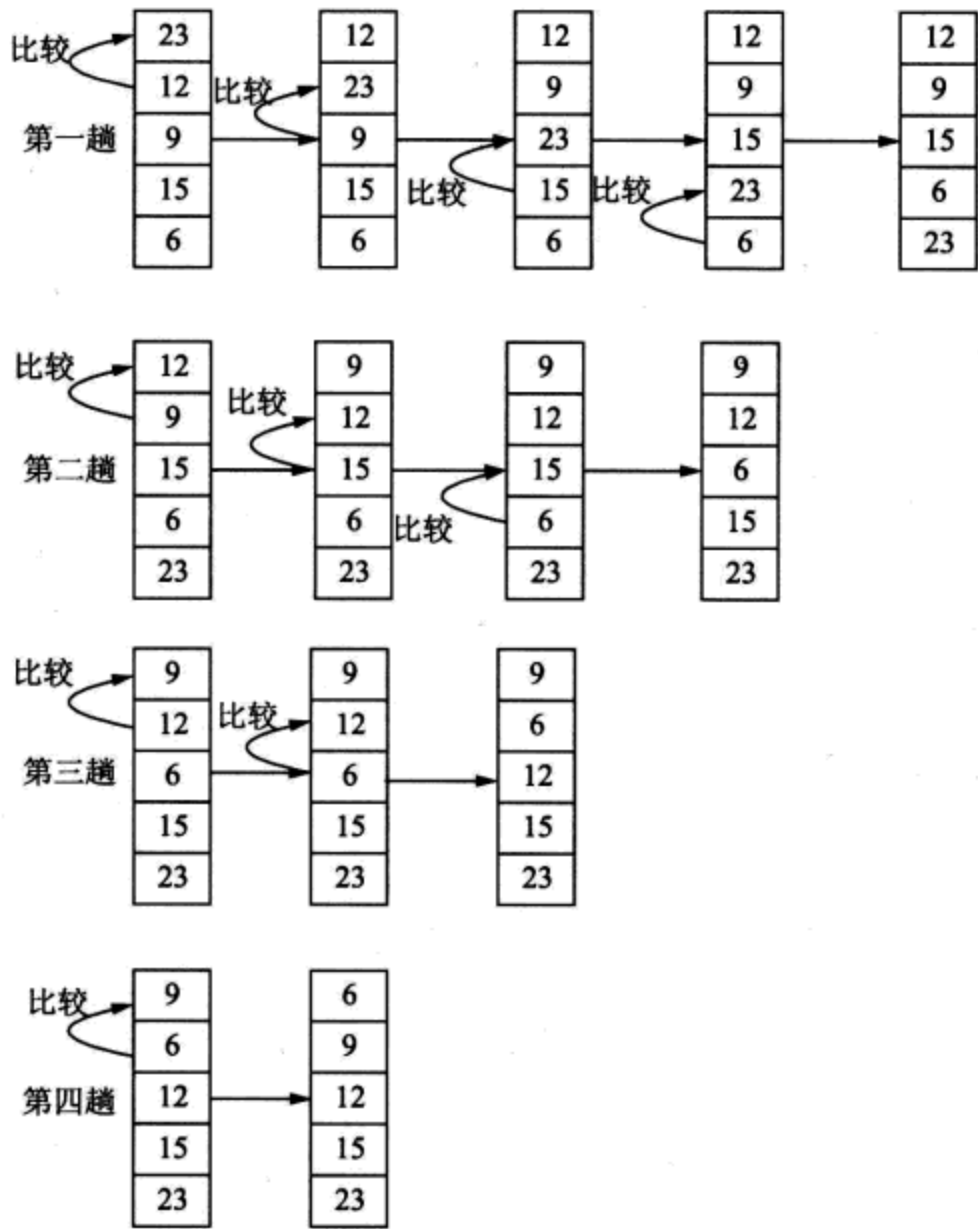 23 12 12 12 12
比较
12 23 9 9 9
比较
第一趟 9 9 23 15 15
15 15 15 23 6
比较 比较
6 6 6 6 23
比较 12 9 9 9
9 12 12 12
比较
第二趟 15 15 15 6
6 6 6 15
比较
23 23 23 23
比较 9 9 9
12 12 6
比较
第三趟 6 6 12
15 15 15
23 23 23
比较 9 6
6 9
第四趟 12 12
15 15
23 23